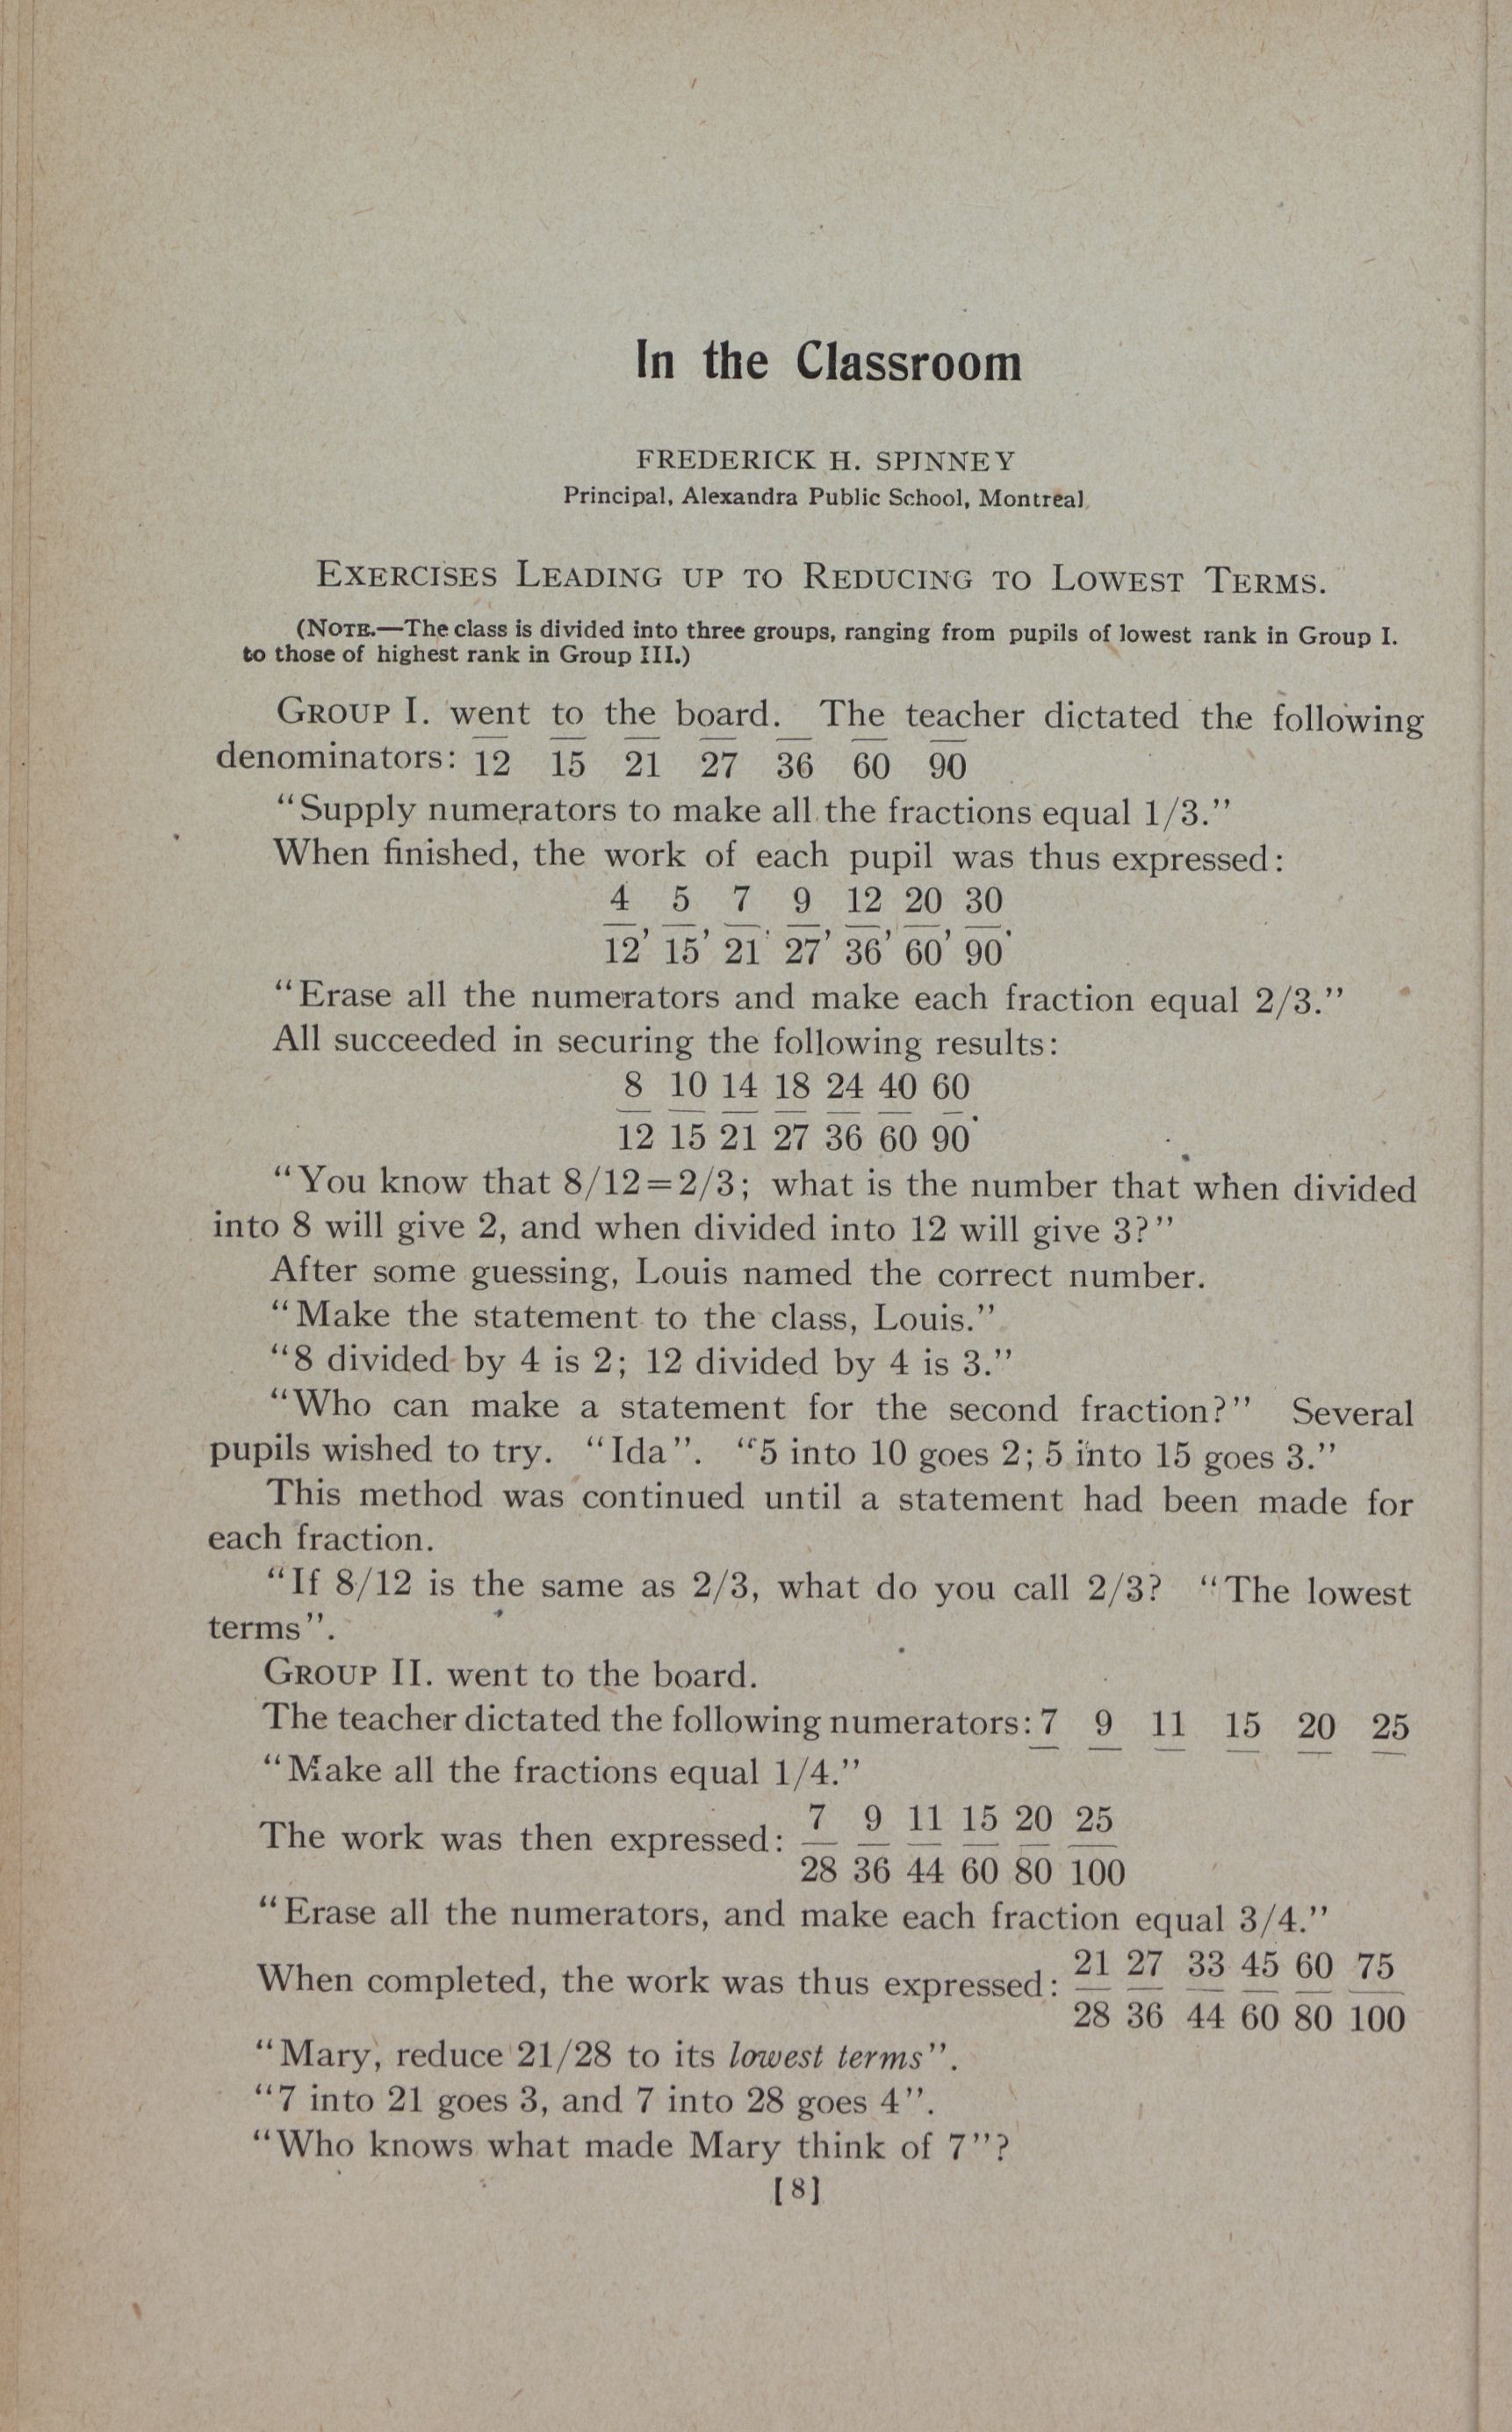 In the Classroom
FREDERICK H. SPINNEY
Principal, Alexandra Public School, Montreal
EXERCISES LEADING UP TO REDUCING TO LOWEST TERMS.
(NOTE.—The class is divided into three groups, ranging from pupils of lowest rank in Group I.
to those of highest rank in Group III.)
GROUP I. went to the board. The teacher dictated the following
denominators: 12 15 21 27 36 60 90
“Supply numerators to make all the fractions equal 1/3.”
When finished, the work of each pupil was thus expressed:
4 5 7 9 12 20 30
12’ 15’ 21’ 27’ 36’ 60’ 90.
“Erase all the numerators and make each fraction equal 2/3.”
All succeeded in securing the following results:
8 10 14 18 24 40 60
12 15 21 27 36 60 90.
“You know that 8/12=2/3; what is the number that when divided
into 8 will give 2, and when divided into 12 will give 3?”
After some guessing, Louis named the correct number.
“Make the statement to the class, Louis.”
“8 divided by 4 is 2; 12 divided by 4 is 3.”
“Who can make a statement for the second fraction?” Several
pupils wished to try. “Ida”. “5 into 10 goes 2; 5 into 15 goes 3.”
This method was continued until a statement had been made for
each fraction.
“If 8/12 is the same as 2/3, what do you call 2/3? “The lowest
terms”.
GROUP II. went to the board.
The teacher dictated the following numerators: 7 9 11 15 20 25
“Make all the fractions equal 1/4.”
The work was then expressed: 7 9 11 15 20 25
28 36 44 60 80 100
“Erase all the numerators, and make each fraction equal 3/4.”
When completed, the work was thus expressed: 21 27 33 45 60 75
28 36 44 60 80 100
“Mary, reduce 21/28 to its lowest terms”.
“7 into 21 goes 3, and 7 into 28 goes 4”.
“Who knows what made Mary think of 7”?
[8]